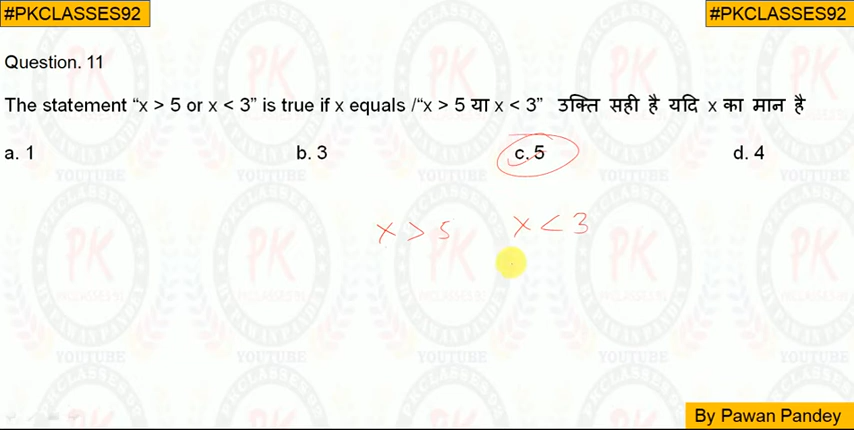 #PKCLASSES92 #PKCLASSES92
Question. 11
The statement “x > 5 or x < 3” is true if x equals /“x > 5 या x < 3” उक्ति सही है यदि x का मान है
a. 1 b. 3 c. 5 d. 4
x > 5 x < 3
By Pawan Pandey